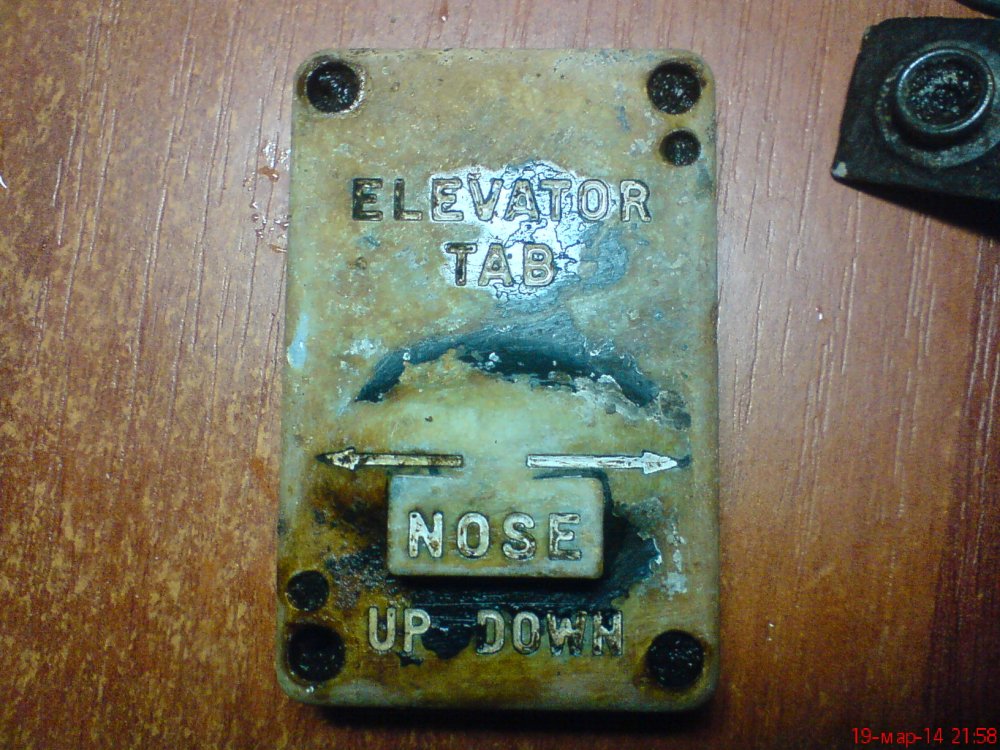 ELEVATOR
TAB
NOSE
UP DOWN
19-мар-14 21:58